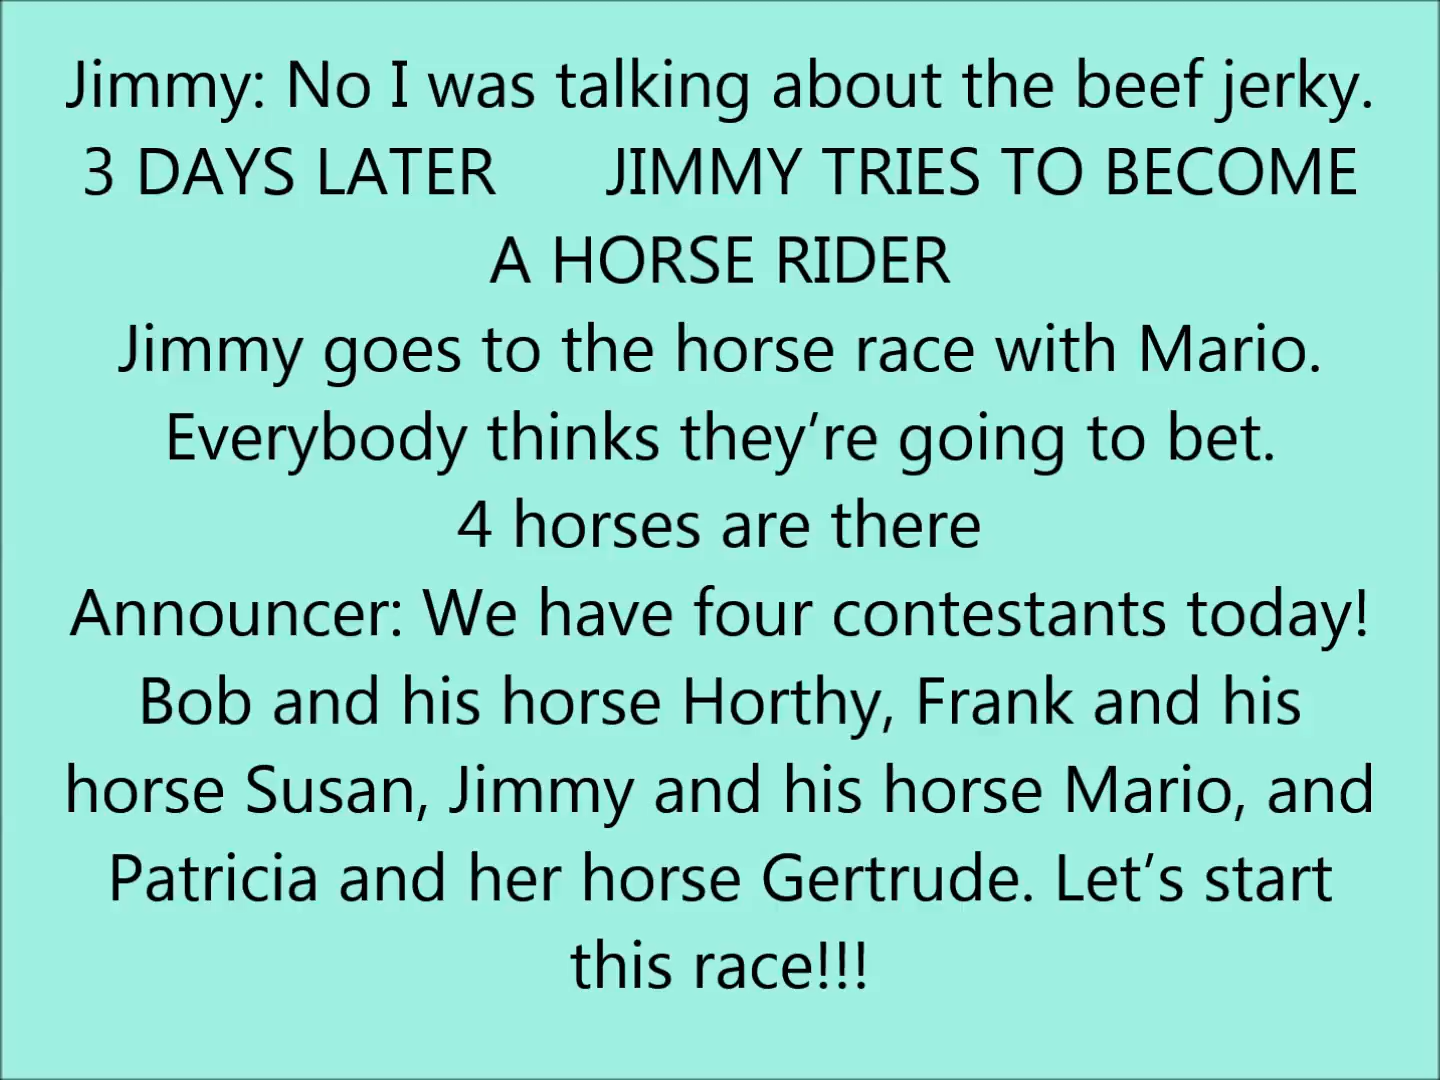 Jimmy: No I was talking about the beef jerky.
3 DAYS LATER JIMMY TRIES TO BECOME
A HORSE RIDER
Jimmy goes to the horse race with Mario.
Everybody thinks they’re going to bet.
4 horses are there
Announcer: We have four contestants today!
Bob and his horse Horthy, Frank and his
horse Susan, Jimmy and his horse Mario, and
Patricia and her horse Gertrude. Let’s start
this race!!!